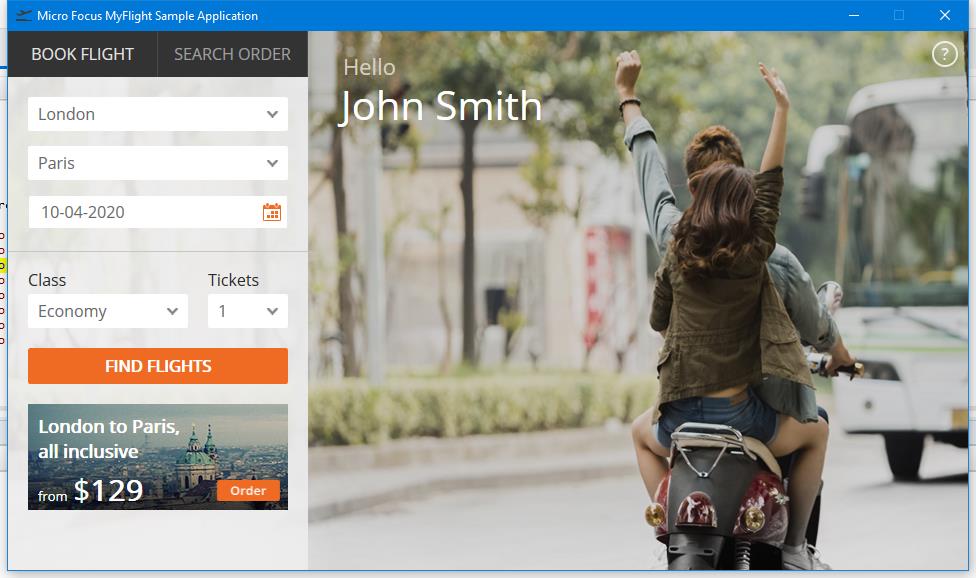 Micro Focus MyFlight Sample Application
BOOK FLIGHT
SEARCH ORDER
Hello
John Smith
?
London
Paris
10-04-2020
Class
Tickets
Economy
1
FIND FLIGHTS
London to Paris,
all inclusive
from $129
Order